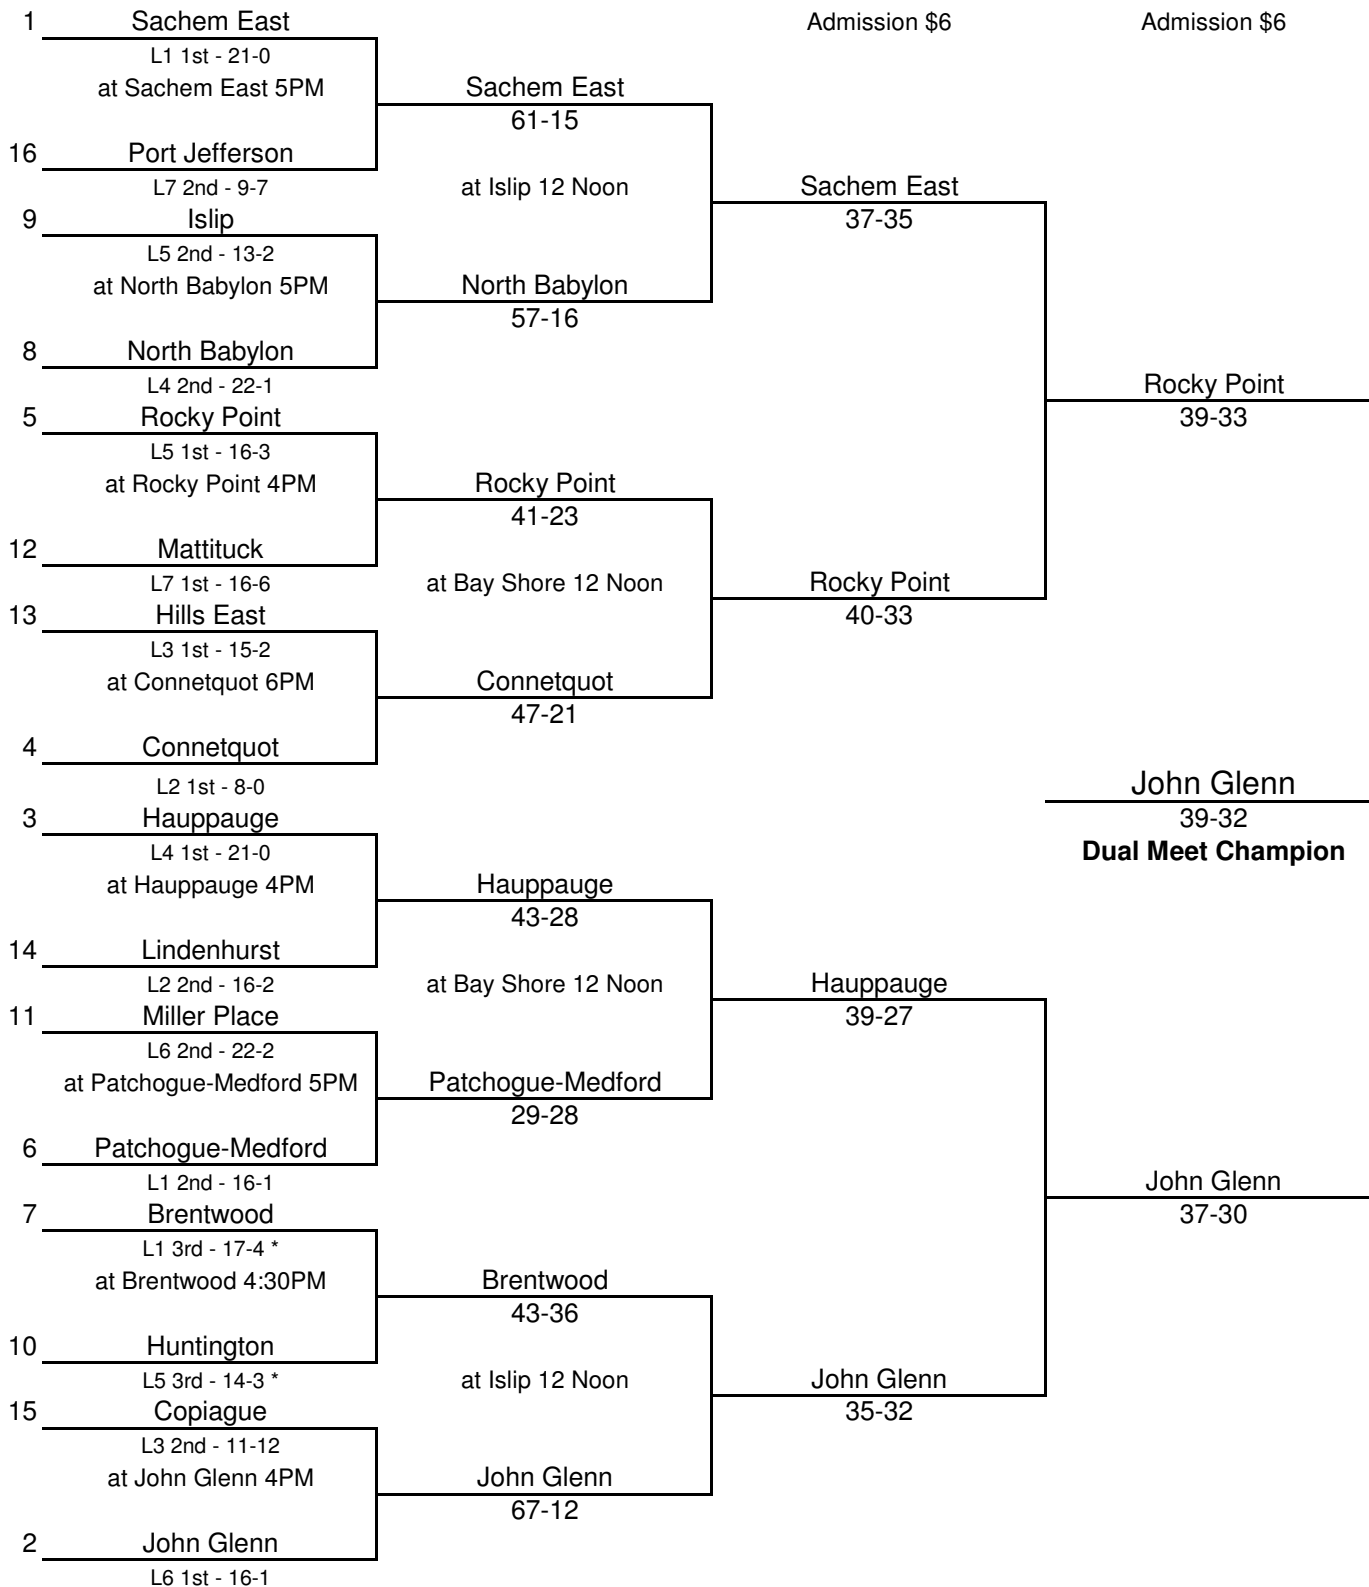 Admission $6
Admission $6
1 Sachem East
L1 1st - 21-0
at Sachem East 5PM
Sachem East
61-15
16 Port Jefferson
L7 2nd - 9-7
at Islip 12 Noon
Sachem East
37-35
9 Islip
L5 2nd - 13-2
at North Babylon 5PM
North Babylon
57-16
8 North Babylon
L4 2nd - 22-1
Rocky Point
39-33
5 Rocky Point
L5 1st - 16-3
at Rocky Point 4PM
Rocky Point
41-23
12 Mattituck
L7 1st - 16-6
at Bay Shore 12 Noon
Rocky Point
40-33
13 Hills East
L3 1st - 15-2
at Connetquot 6PM
Connetquot
47-21
4 Connetquot
L2 1st - 8-0
John Glenn
39-32
Dual Meet Champion
3 Hauppauge
L4 1st - 21-0
at Hauppauge 4PM
Hauppauge
43-28
14 Lindenhurst
L2 2nd - 16-2
at Bay Shore 12 Noon
Hauppauge
39-27
11 Miller Place
L6 2nd - 22-2
at Patchogue-Medford 5PM
Patchogue-Medford
29-28
6 Patchogue-Medford
L1 2nd - 16-1
John Glenn
37-30
7 Brentwood
L1 3rd - 17-4 *
at Brentwood 4:30PM
Brentwood
43-36
10 Huntington
L5 3rd - 14-3 *
at Islip 12 Noon
John Glenn
35-32
15 Copiague
L3 2nd - 11-12
at John Glenn 4PM
John Glenn
67-12
2 John Glenn
L6 1st - 16-1